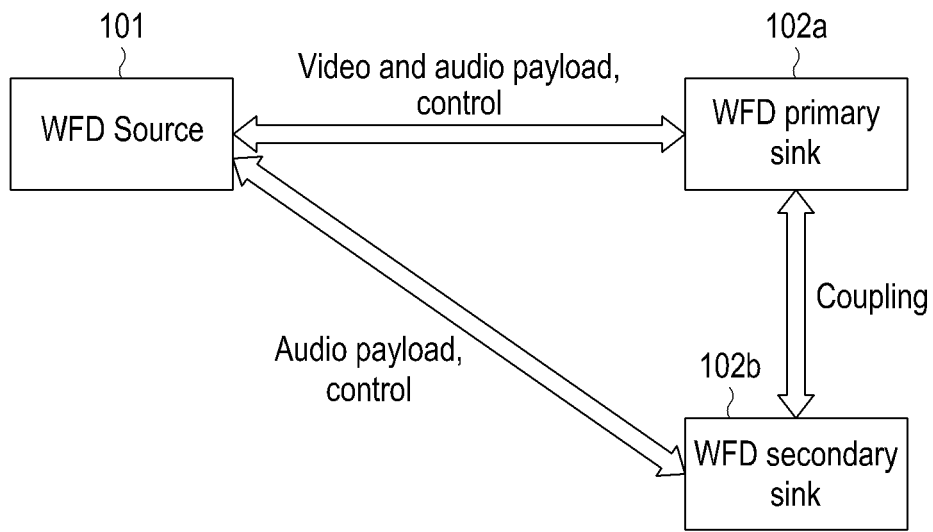 101
102a
WFD Source
Video and audio payload,
control
WFD primary
sink
Coupling
Audio payload,
control
102b
WFD secondary
sink